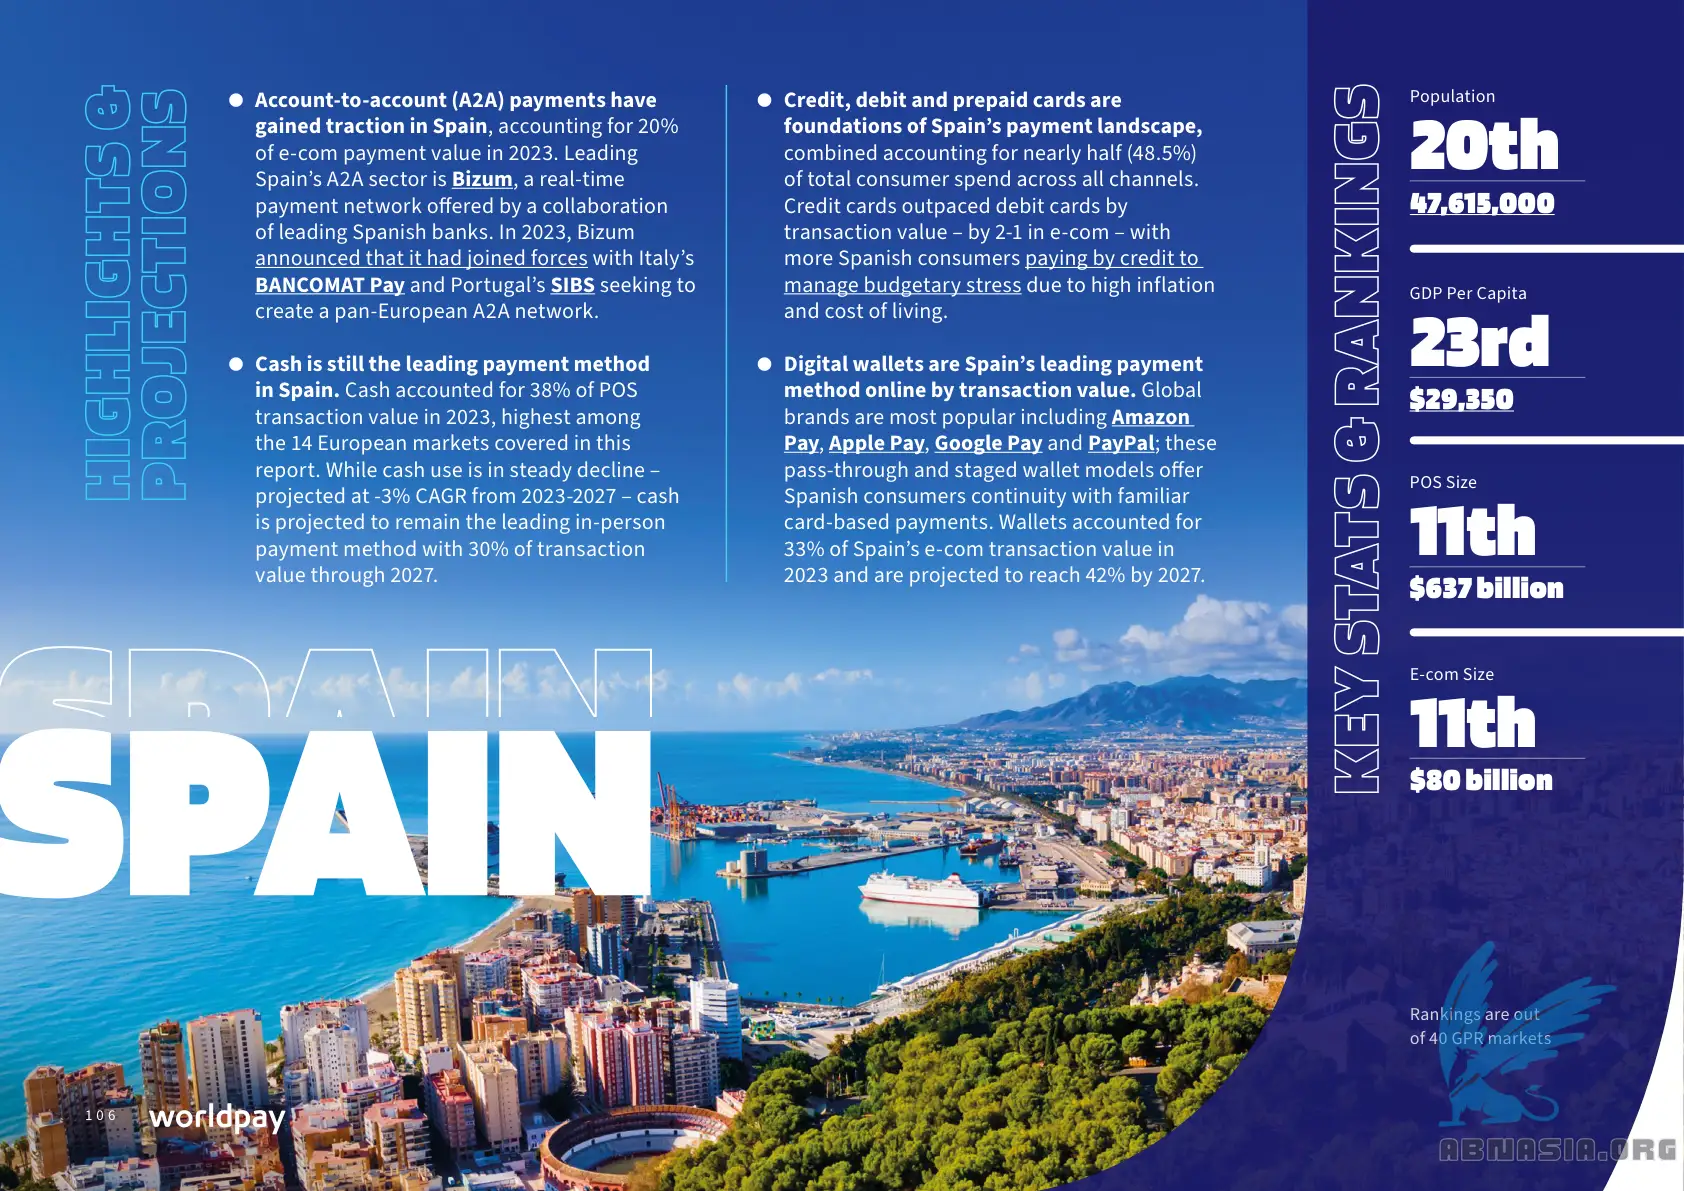 HIGHLIGHTS &
PROJECTIONS
Account-to-account (A2A) payments have
gained traction in Spain, accounting for 20%
of e-com payment value in 2023. Leading
Spain’s A2A sector is Bizum, a real-time
payment network offered by a collaboration
of leading Spanish banks. In 2023, Bizum
announced that it had joined forces with Italy’s
BANCOMAT Pay and Portugal’s SIBS seeking to
create a pan-European A2A network.
Cash is still the leading payment method
in Spain. Cash accounted for 38% of POS
transaction value in 2023, highest among
the 14 European markets covered in this
report. While cash use is in steady decline –
projected at -3% CAGR from 2023-2027 – cash
is projected to remain the leading in-person
payment method with 30% of transaction
value through 2027.
Credit, debit and prepaid cards are
foundations of Spain’s payment landscape,
combined accounting for nearly half (48.5%)
of total consumer spend across all channels.
Credit cards outpaced debit cards by
transaction value – by 2-1 in e-com – with
more Spanish consumers paying by credit to
manage budgetary stress due to high inflation
and cost of living.
Digital wallets are Spain’s leading payment
method online by transaction value. Global
brands are most popular including Amazon
Pay, Apple Pay, Google Pay and PayPal; these
pass-through and staged wallet models offer
Spanish consumers continuity with familiar
card-based payments. Wallets accounted for
33% of Spain’s e-com transaction value in
2023 and are projected to reach 42% by 2027.
SPAIN
SPAIN
KEY STATS & RANKINGS
Population
20th
47,615,000
GDP Per Capita
23rd
$29,350
POS Size
11th
$637 billion
E-com Size
11th
$80 billion
Rankings are out
of 40 GPR markets
106
worldpay
ABNASIA.ORG